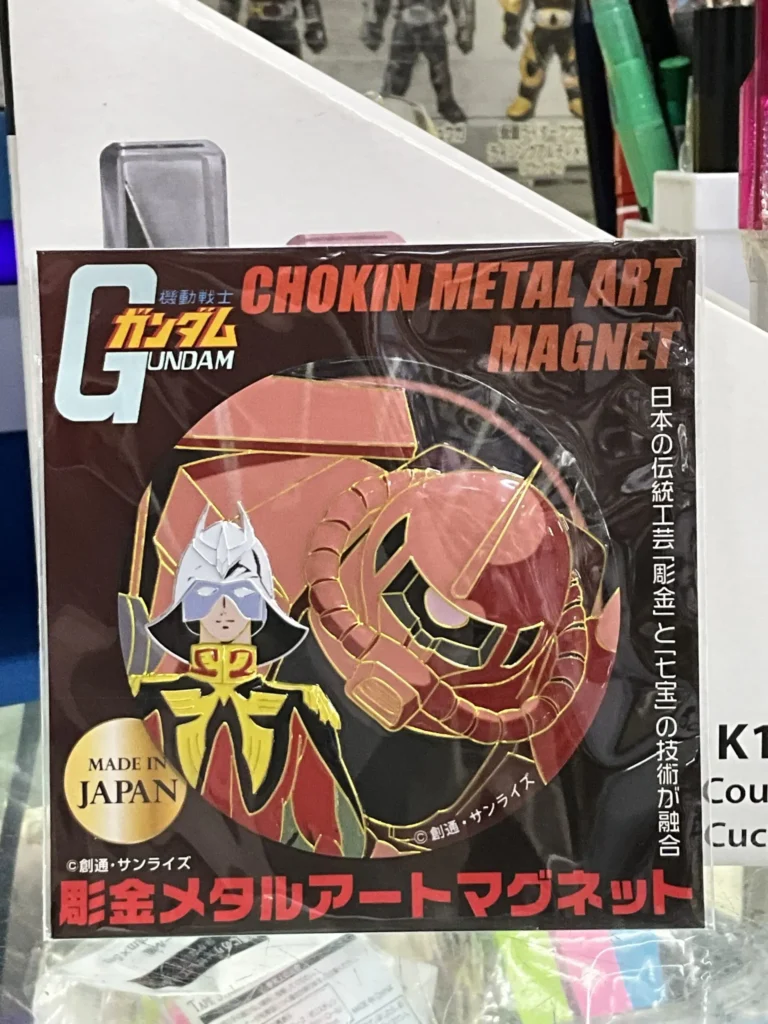 機動戦士
ガンダム
GUNDAM
CHOKIN METAL ART
MAGNET
日本の伝統工芸「彫金」と「七宝」の技術が融合
MADE IN
JAPAN
©創通・サンライズ
©創通・サンライズ
彫金メタルアートマグネット
K1
Cou
Cuc